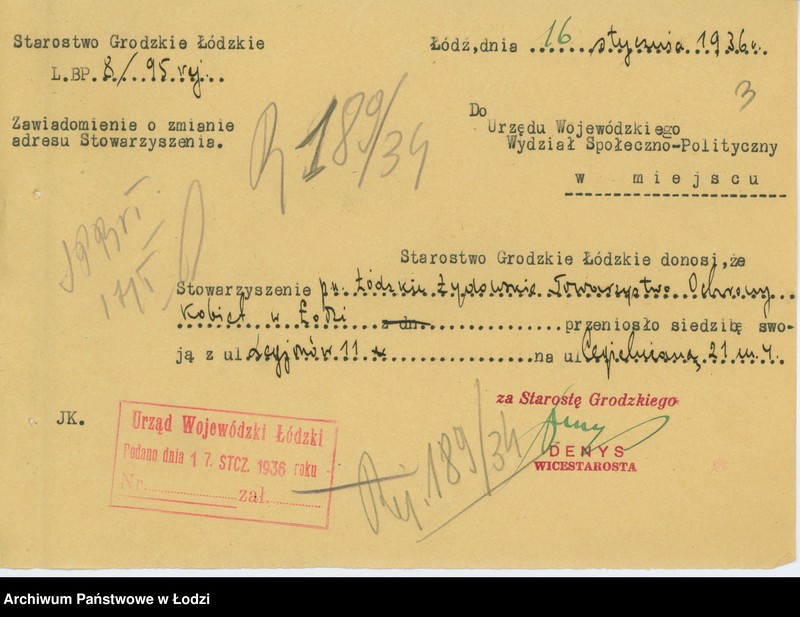 Starostwo Grodzkie Łódzkie
Łódź,dnia 16 stycznia 1936 r.
L.BP. 8/95 rej.
3
Zawiadomienie o zmianie
adresu Stowarzyszenia.
R 189/34
Do
Urzędu Wojewódzkiego
Wydział Społeczno-Polityczny
w miejscu
Starostwo Grodzkie Łódzkie donosi,że
Stowarzyszenie pn. Łódzkie Żydowskie Towarzystwo Ochrony
Kobiet w Łodzi z dn. przeniosło siedzibę swo-
ją z ul Legjonów 11 na ul Cegielnianą 21 m.
za Starostę Grodzkiego
DENYS
WICESTAROSTA
JK.
Urząd Wojewódzki Łódzki
Podano dnia 17. STCZ. 1936 roku
Nr. zał.
Rej. 189/34
Archiwum Państwowe w Łodzi